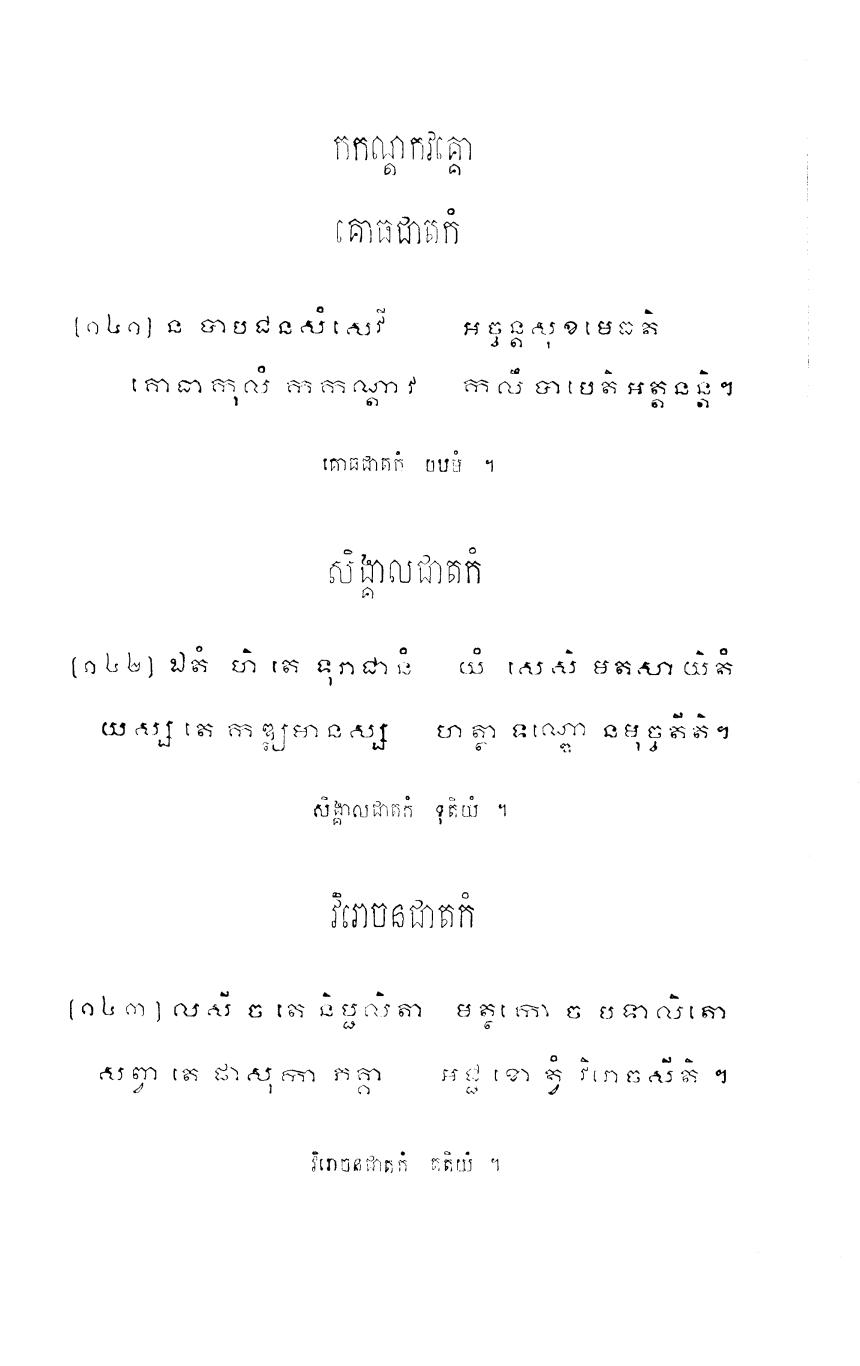 កកណ្ដកវគ្គោ
គោធជាតកំ
[១៤១] ន បាបជនសំសេវី អច្ចន្តសុខមេធតិ
គោធាកុលំ កកណ្ដាវ កលឹ បាបេតិ អត្តនន្តិ។
គោធជាតកំ បឋមំ ។
សិង្គាលជាតកំ
[១៤២] ឯតំ ហិ តេ ទុរាជានំ យំ សេសិ មតសាយិតំ
យស្ស តេ កឌ្ឍមានស្ស ហត្ថា ទណ្ឌោ ន មុច្ចតីតិ។
សិង្គាលជាតកំ ទុតិយំ ។
វិរោចនជាតកំ
[១៤៣] លសី ច តេ និប្ផលិតា មត្ថកោ ច បទាលិតោ
សព្វា តេ ផាសុកា ភគ្គា អជ្ជ ខោ ត្វំ វិរោចសីតិ ។
វិរោចនជាតកំ តតិយំ ។